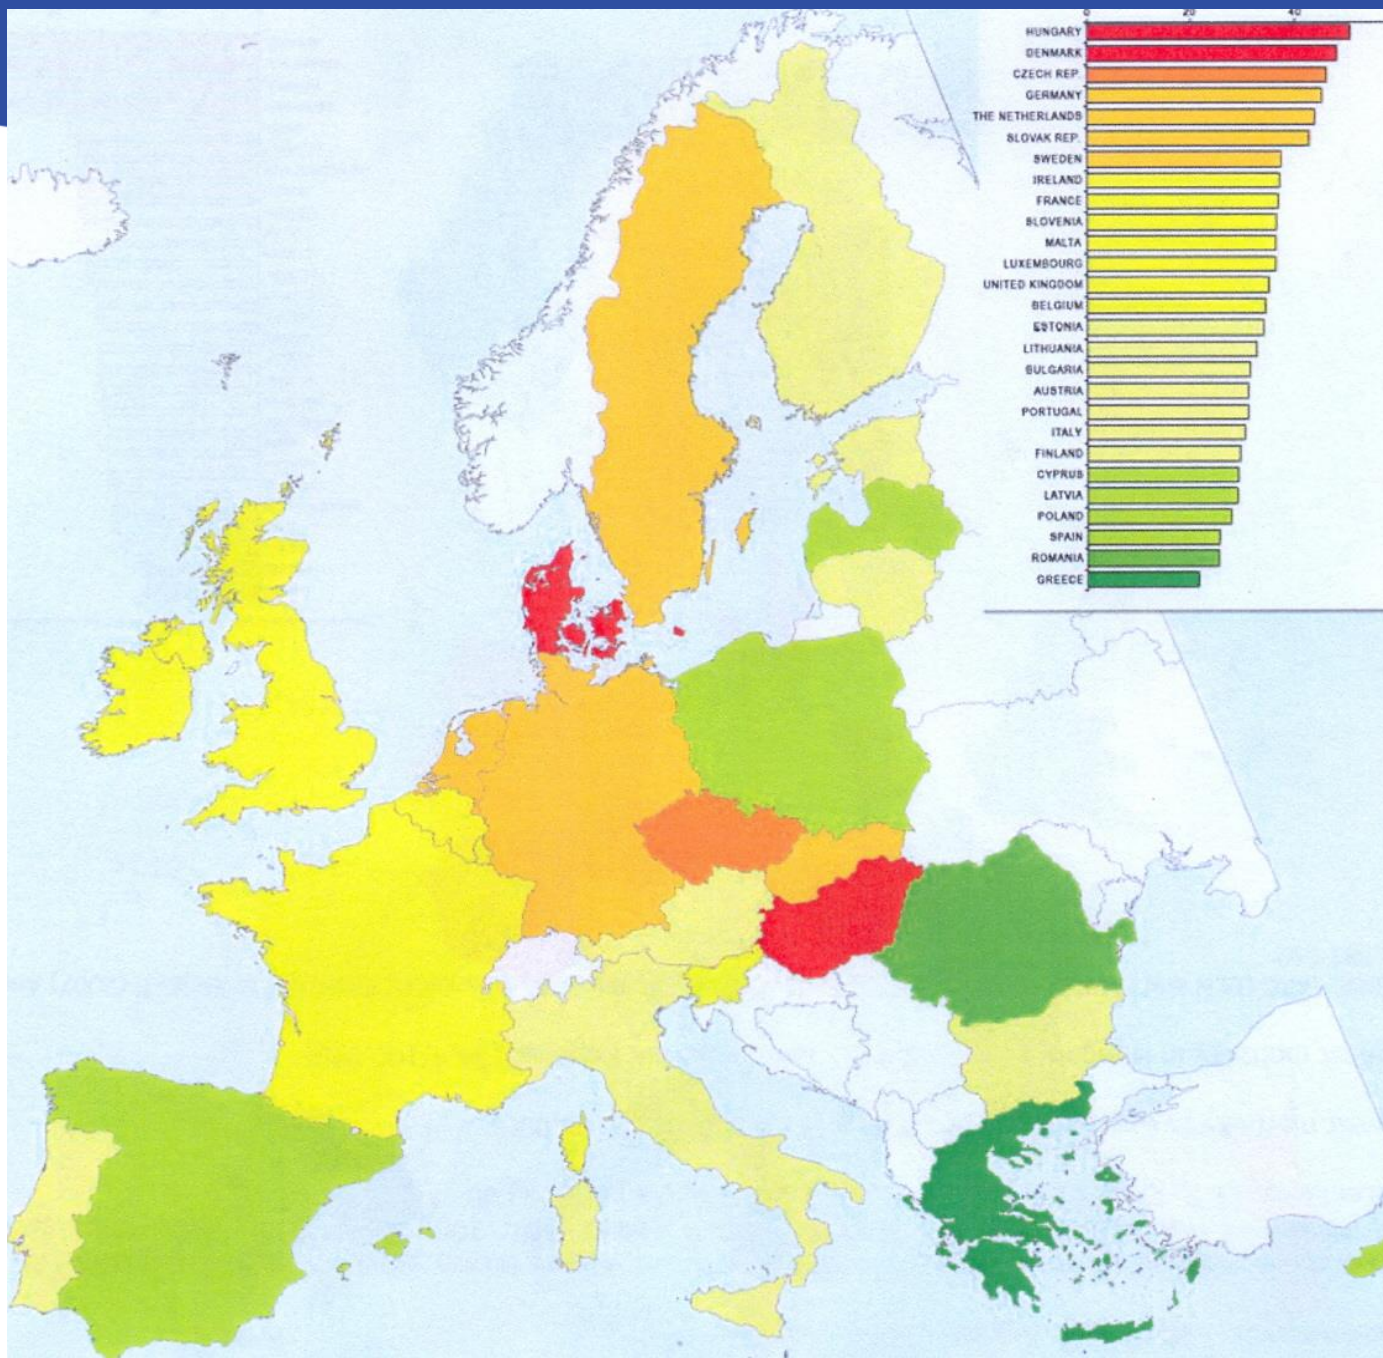 0 20 40
HUNGARY
DENMARK
CZECH REP.
GERMANY
THE NETHERLANDS
SLOVAK REP.
SWEDEN
IRELAND
FRANCE
SLOVENIA
MALTA
LUXEMBOURG
UNITED KINGDOM
BELGIUM
ESTONIA
LITHUANIA
BULGARIA
AUSTRIA
PORTUGAL
ITALY
FINLAND
CYPRUS
LATVIA
POLAND
SPAIN
ROMANIA
GREECE